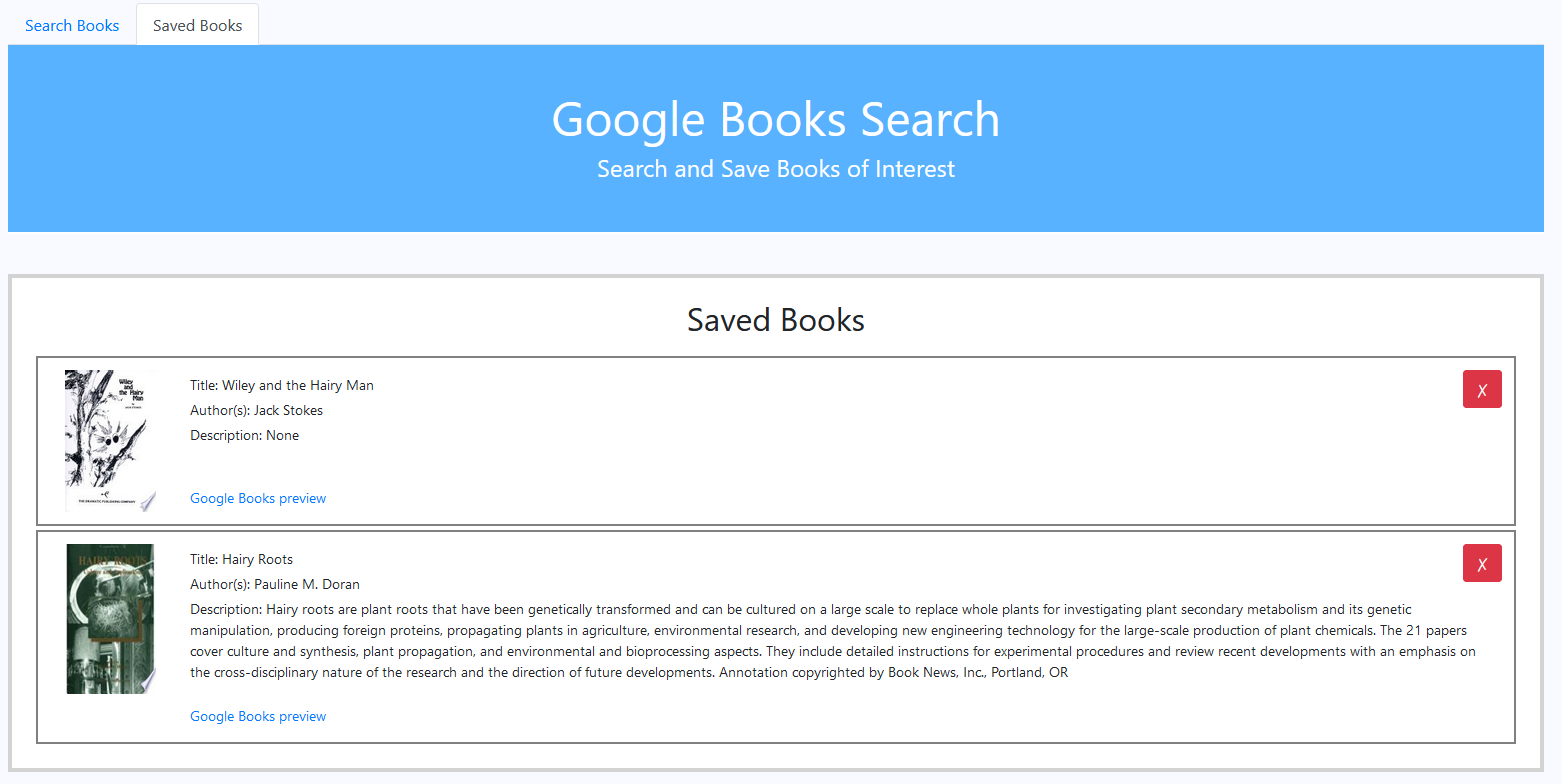 Search Books
Saved Books
Google Books Search
Search and Save Books of Interest
Saved Books
Wiley
and
the Hairy
Man
by
JACK STOKES
THE DRAMATIC PUBLISHING COMPANY
Title: Wiley and the Hairy Man
Author(s): Jack Stokes
Description: None
Google Books preview
X
HAIRY ROOTS
Title: Hairy Roots
Author(s): Pauline M. Doran
Description: Hairy roots are plant roots that have been genetically transformed and can be cultured on a large scale to replace whole plants for investigating plant secondary metabolism and its genetic
manipulation, producing foreign proteins, propagating plants in agriculture, environmental research, and developing new engineering technology for the large-scale production of plant chemicals. The 21 papers
cover culture and synthesis, plant propagation, and environmental and bioprocessing aspects. They include detailed instructions for experimental procedures and review recent developments with an emphasis on
the cross-disciplinary nature of the research and the direction of future developments. Annotation copyrighted by Book News, Inc., Portland, OR
Google Books preview
X